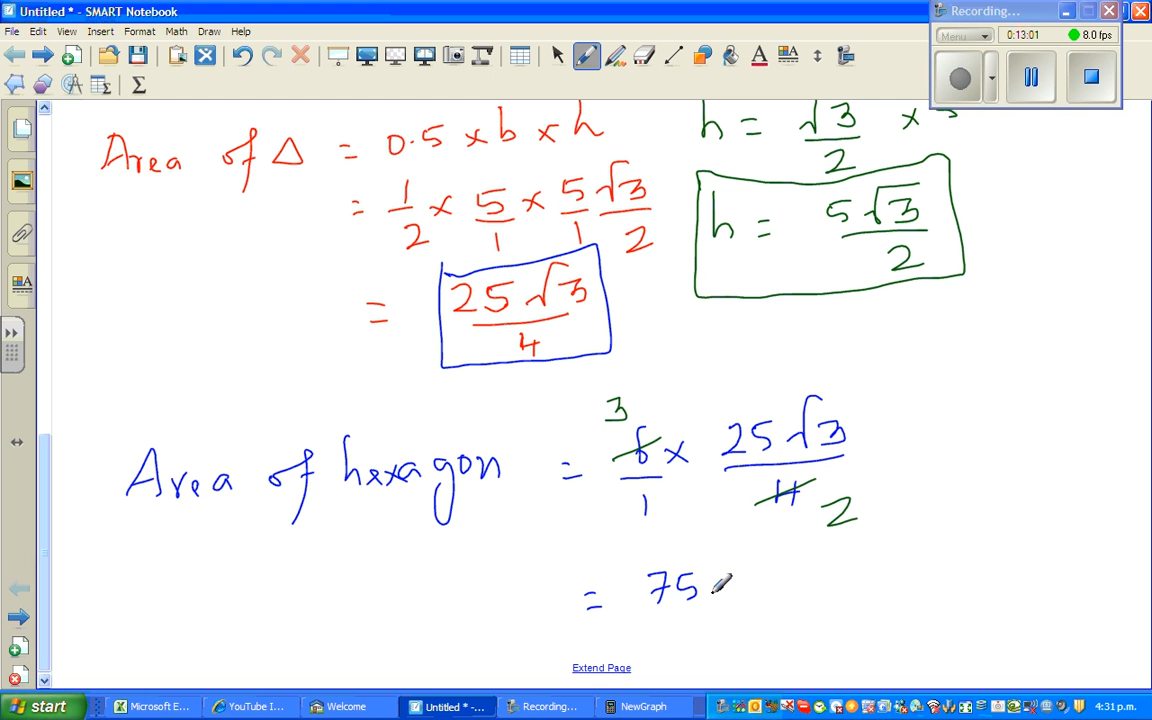 Untitled * - SMART Notebook
Recording...
File Edit View Insert Format Math Draw Help
Menu 0:13:01 8.0 fps
Area of Δ = 0.5 × b × h
= 1/2 × 5/1 × 5/1 √3/2
= 25√3/4
h = √3/2 ×
h = 5√3/2
3
Area of hexagon = 6/1 × 25√3/4
2
= 75
Extend Page
start Microsoft E... YouTube I... Welcome Untitled * -... Recording... NewGraph 4:31 p.m.